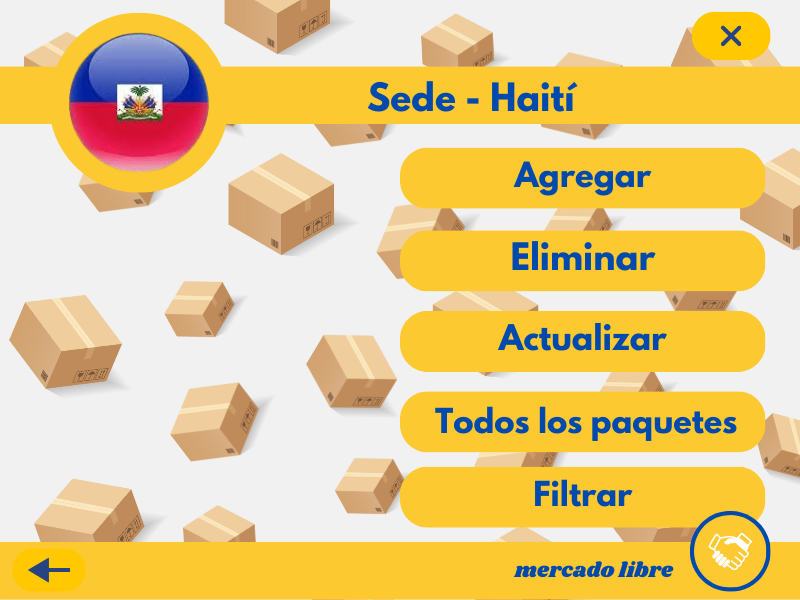 Sede - Haití
Agregar
Eliminar
Actualizar
Todos los paquetes
Filtrar
mercado libre